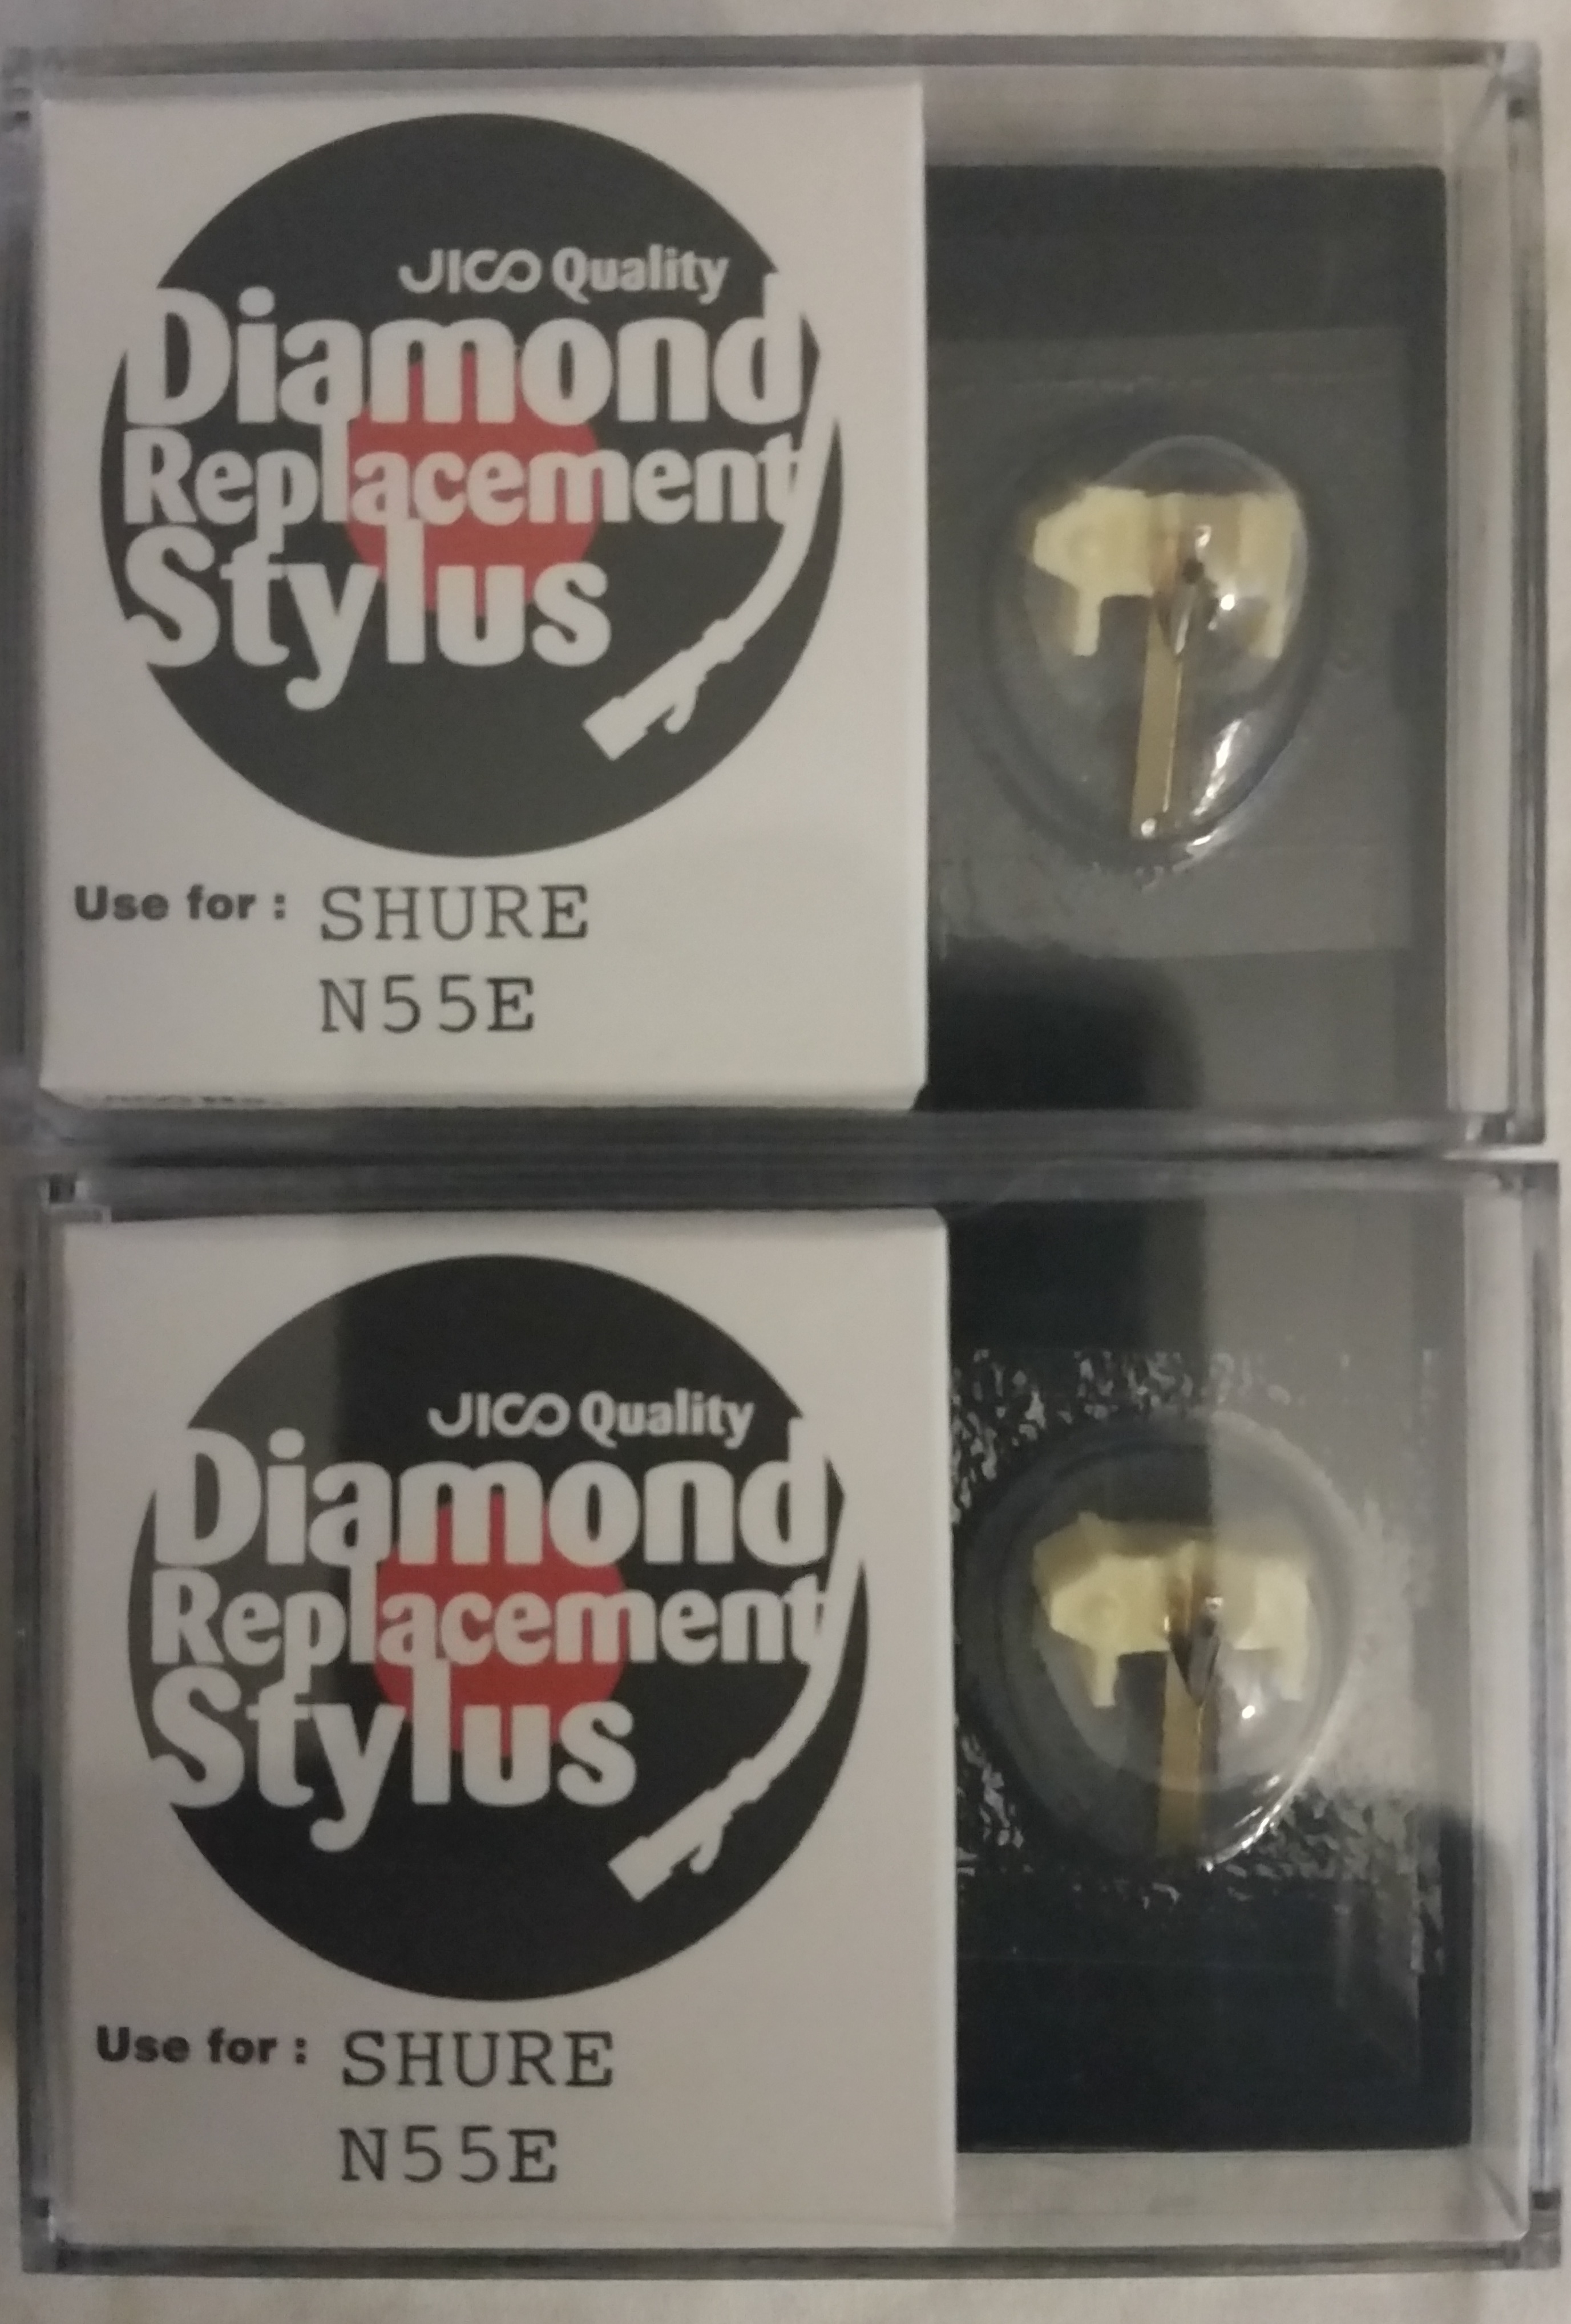 JICO Quality
Diamond
Replacement
Stylus
Use for : SHURE
N55E
JICO Quality
Diamond
Replacement
Stylus
Use for : SHURE
N55E